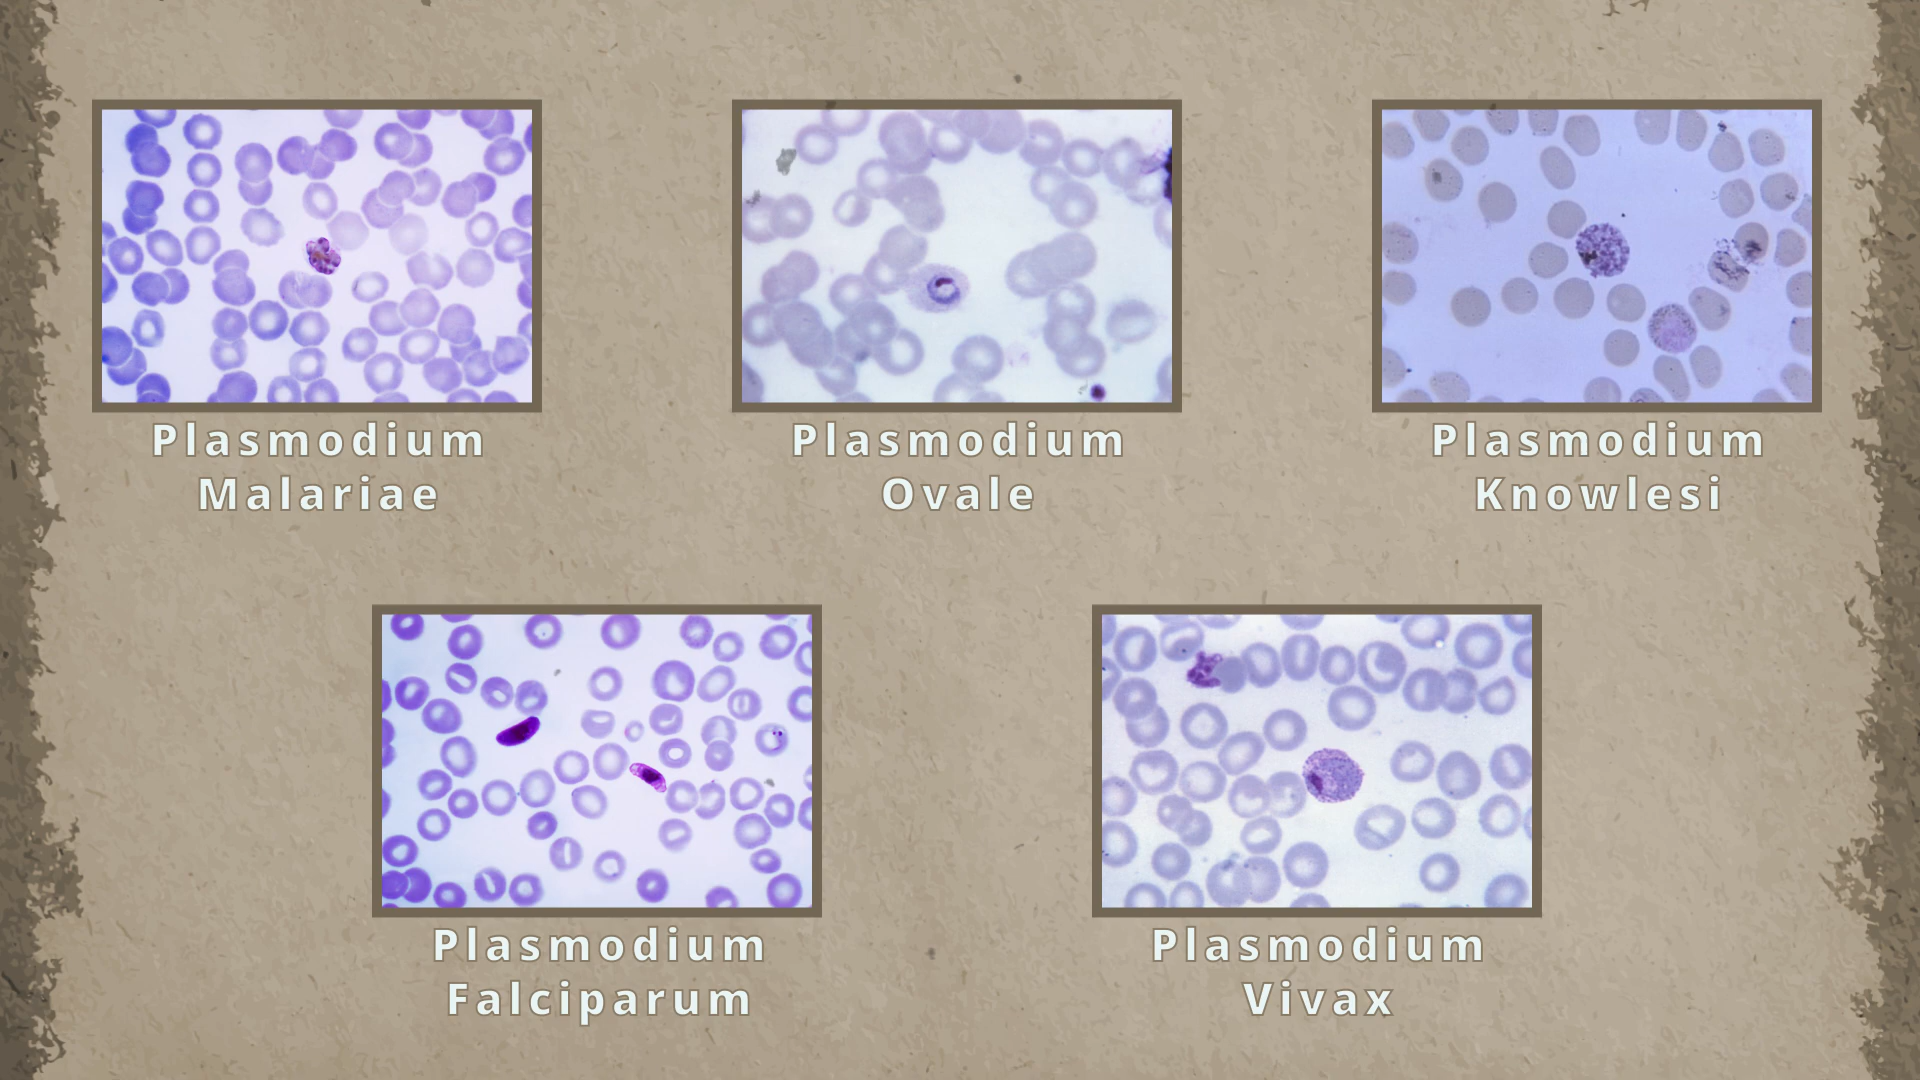 Plasmodium
Malariae
Plasmodium
Ovale
Plasmodium
Knowlesi
Plasmodium
Falciparum
Plasmodium
Vivax